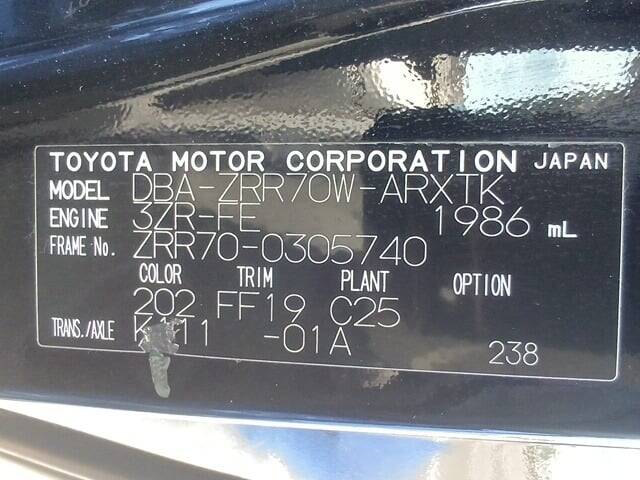 TOYOTA MOTOR CORPORATION JAPAN
MODEL DBA-ZRR70W-ARXTK
ENGINE 3ZR-FE 1986 mL
FRAME No. ZRR70-0305740
COLOR TRIM PLANT OPTION
202 FF19 C25
TRANS./AXLE K111 -01A
238